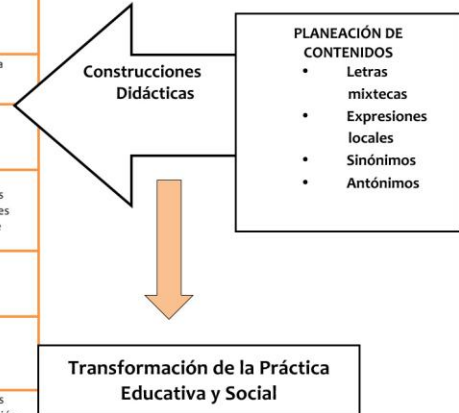 PLANEACIÓN DE
CONTENIDOS
• Letras
mixtecas
• Expresiones
locales
• Sinónimos
• Antónimos
Construcciones
Didácticas
Transformación de la Práctica
Educativa y Social